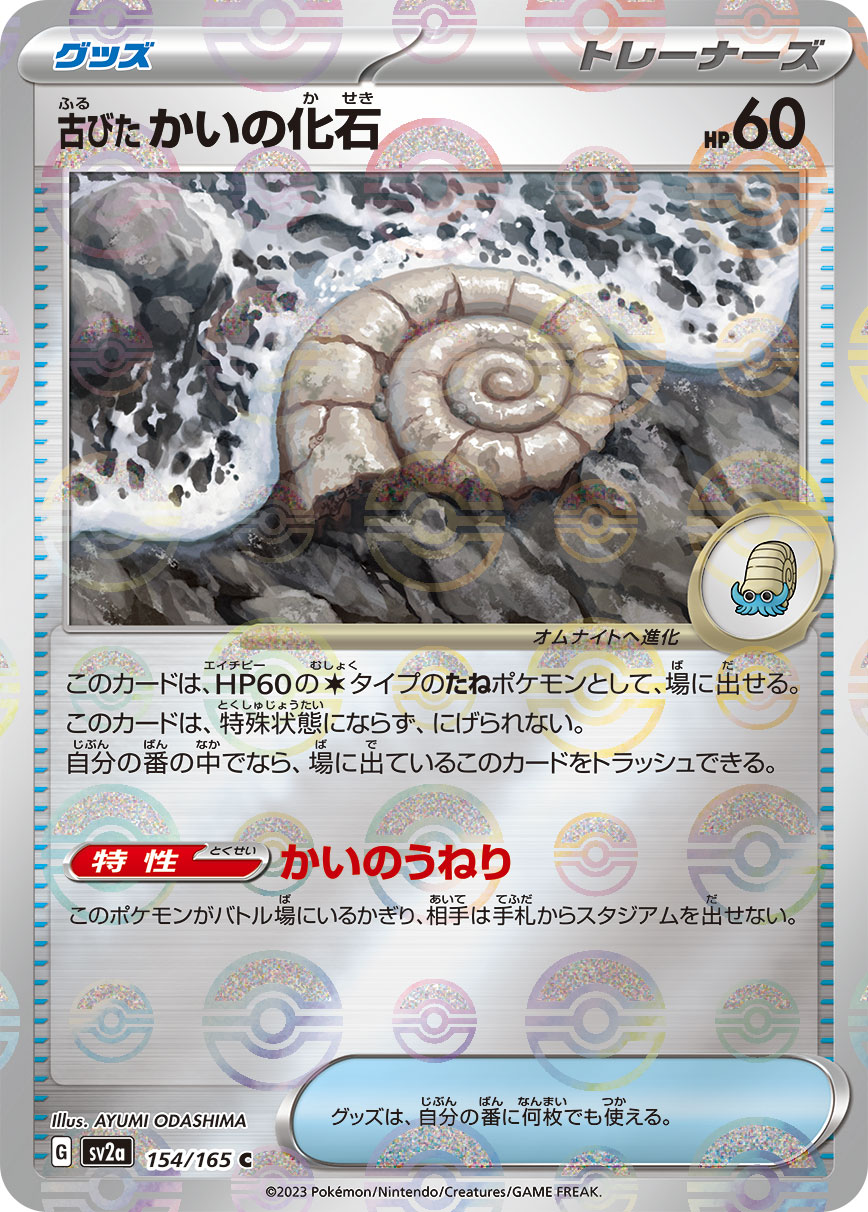 グッズ
トレーナーズ
ふる か せき
古びた かいの化石
HP60
オムナイトへ進化
エイチピー むしょく ば だ
このカードは、HP60のタイプのたねポケモンとして、場に出せる。
とくしゅじょうたい
このカードは、特殊状態にならず、にげられない。
じぶん ばん なか ば で
自分の番の中でなら、場に出ているこのカードをトラッシュできる。
特性 とくせい かいのうねり
ば あいて てふだ だ
このポケモンがバトル場にいるかぎり、相手は手札からスタジアムを出せない。
じぶん ばん なんまい つか
グッズは、自分の番に何枚でも使える。
Illus. AYUMI ODASHIMA
G sv2a 154/165 C
©2023 Pokémon/Nintendo/Creatures/GAME FREAK.